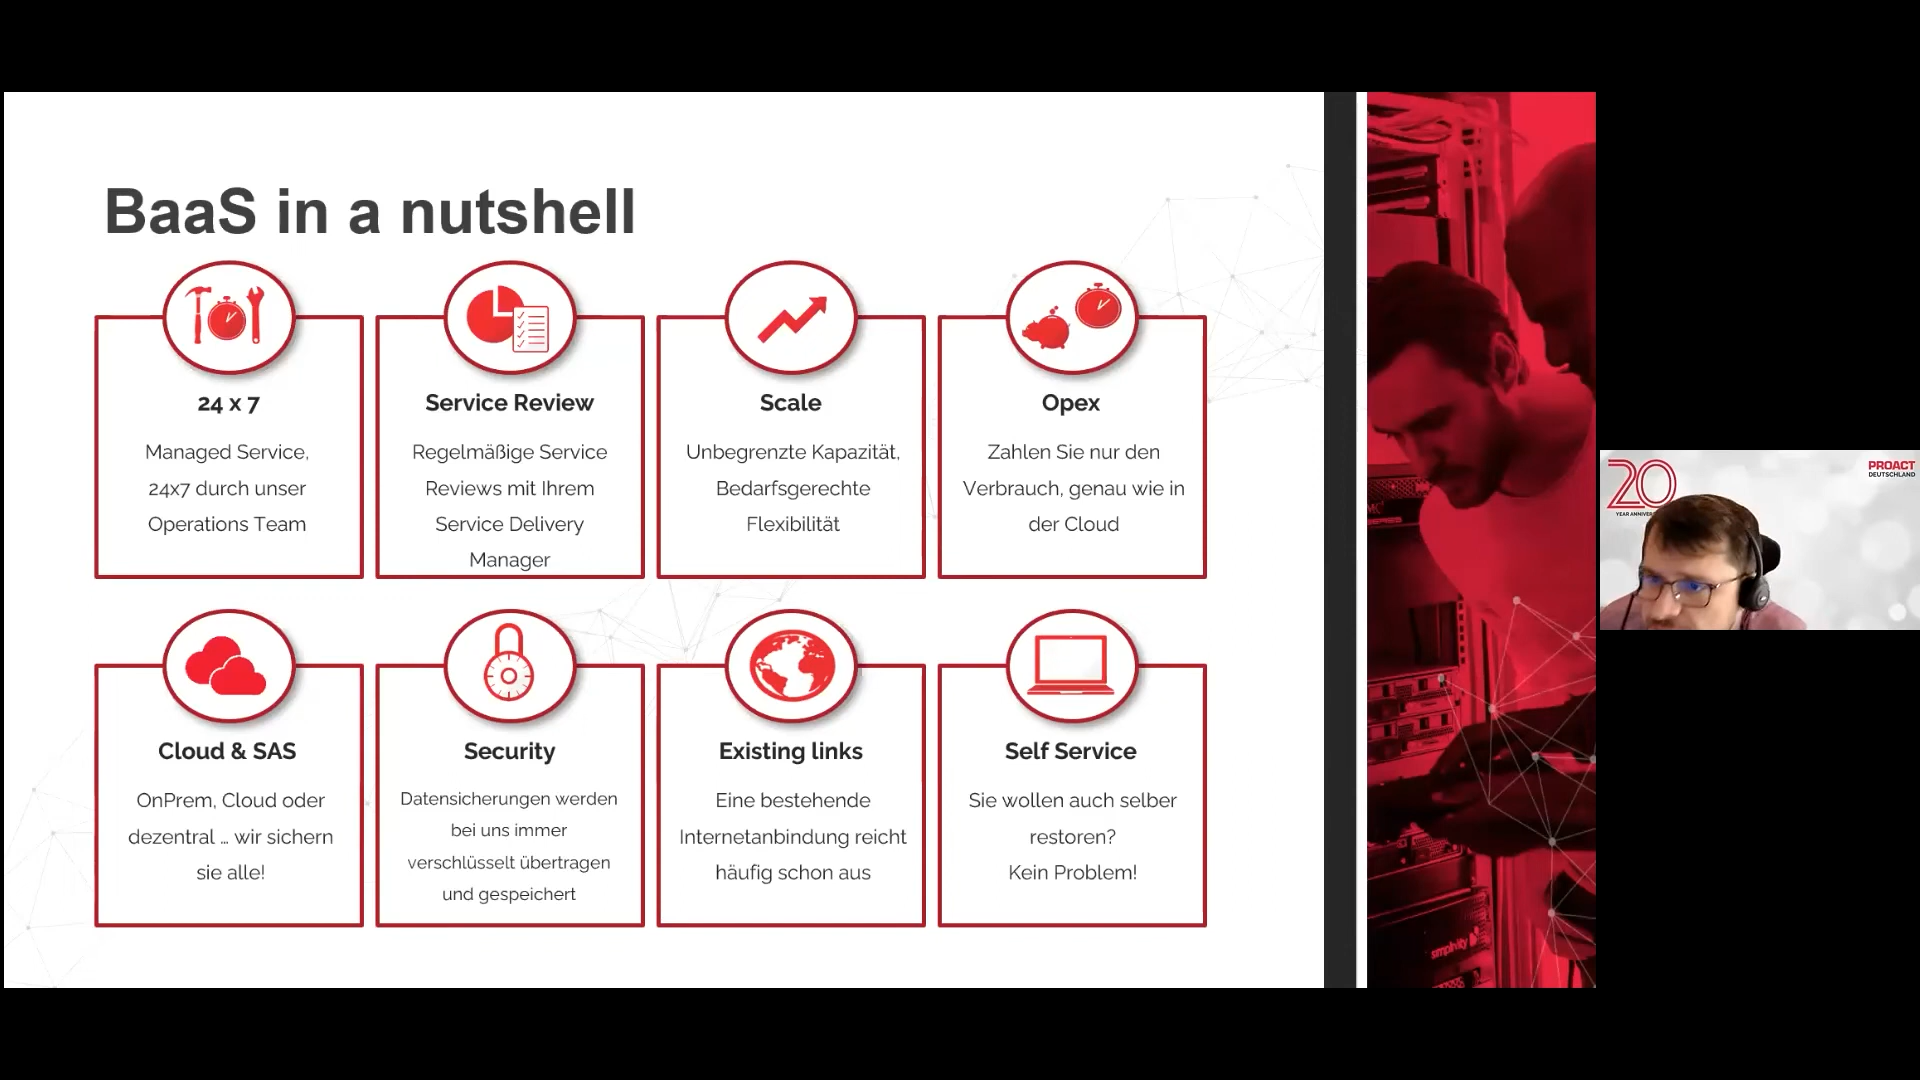 BaaS in a nutshell
24 x 7
Managed Service,
24x7 durch unser
Operations Team
Service Review
Regelmäßige Service
Reviews mit Ihrem
Service Delivery
Manager
Scale
Unbegrenzte Kapazität,
Bedarfsgerechte
Flexibilität
Opex
Zahlen Sie nur den
Verbrauch, genau wie in
der Cloud
Cloud & SAS
OnPrem, Cloud oder
dezentral … wir sichern
sie alle!
Security
Datensicherungen werden
bei uns immer
verschlüsselt übertragen
und gespeichert
Existing links
Eine bestehende
Internetanbindung reicht
häufig schon aus
Self Service
Sie wollen auch selber
restoren?
Kein Problem!
simplivity
20
YEAR
PROACT
DEUTSCHLAND